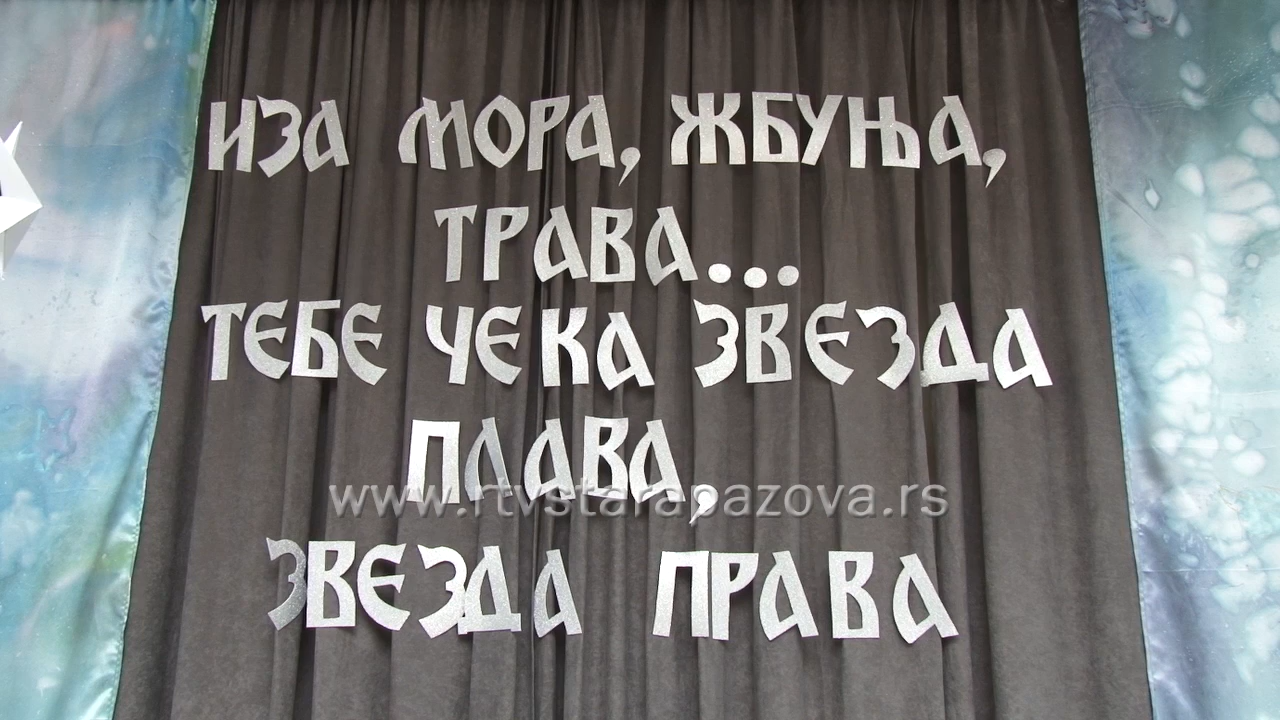 ИЗА МОРА, ЖБУЊА,
ТРАВА...
ТЕБЕ ЧЕКА ЗВЕЗДА
ПЛАВА,
www.rtvstarapazova.rs
ЗВЕЗДА ПРАВА